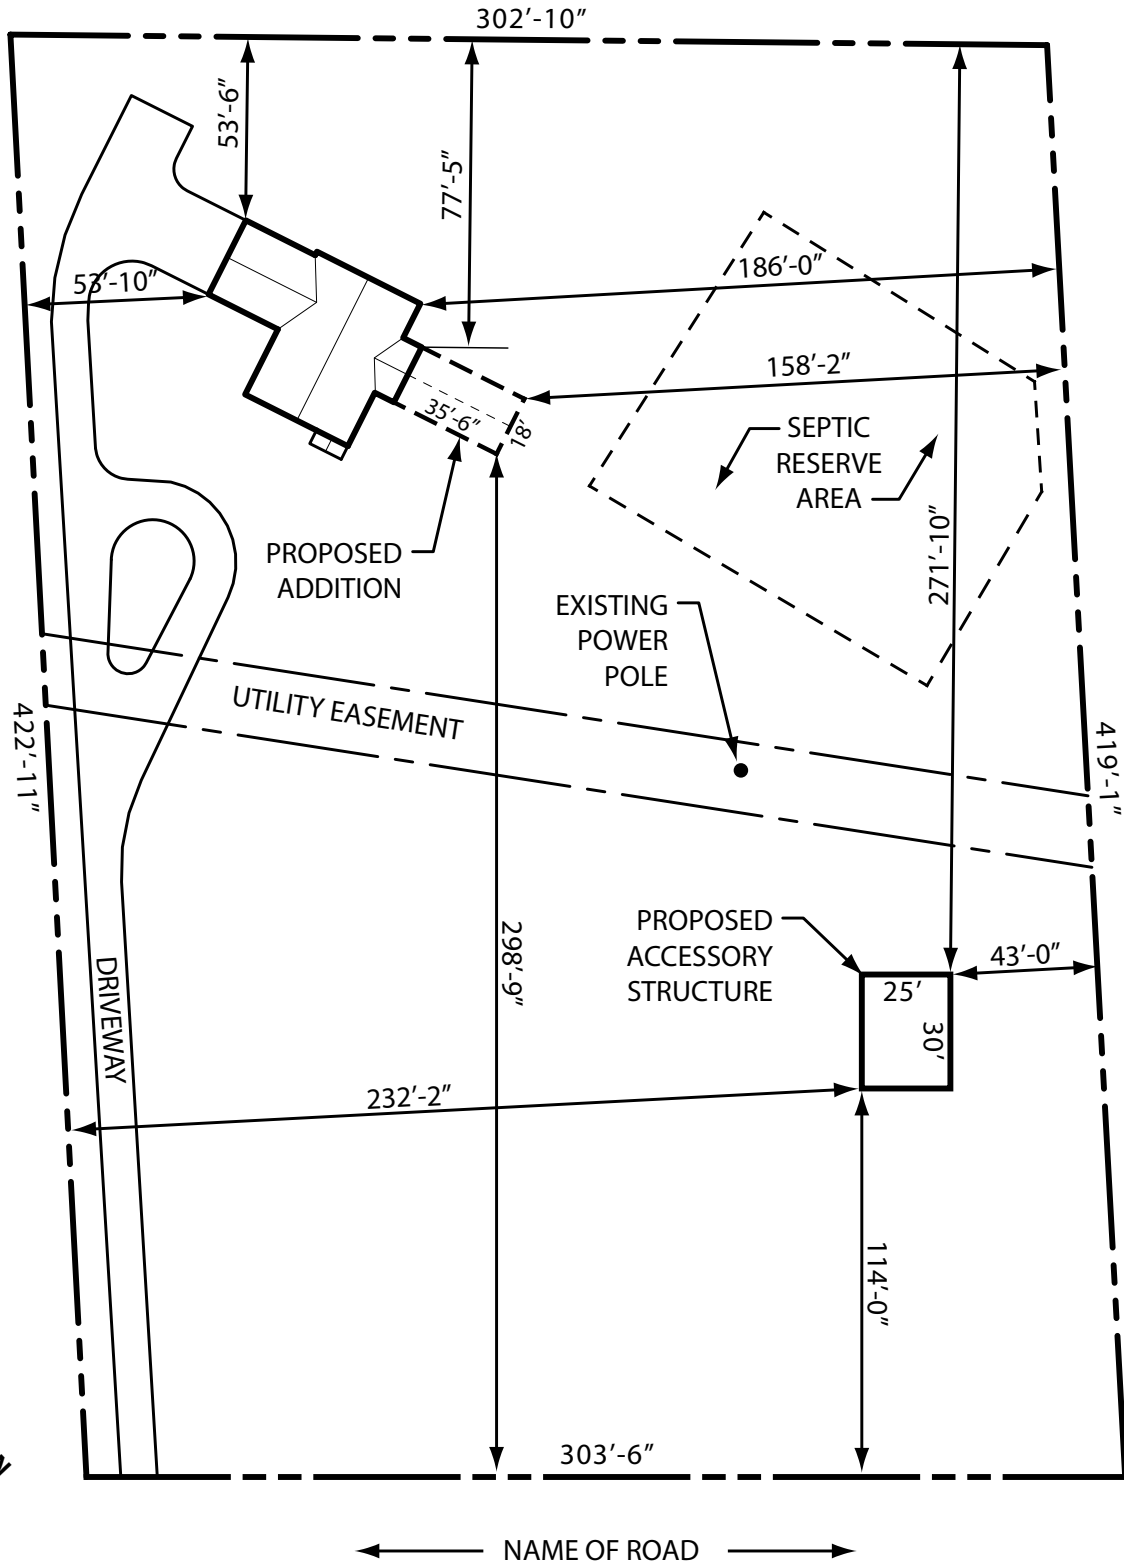 302′-10″
53′-6″
77′-5″
53′-10″
186′-0″
158′-2″
35′-6″
18′
SEPTIC
RESERVE
AREA
271′-10″
PROPOSED
ADDITION
EXISTING
POWER
POLE
UTILITY EASEMENT
422′-11″
419′-1″
PROPOSED
ACCESSORY
STRUCTURE
298′-9″
43′-0″
25′
30′
DRIVEWAY
232′-2″
114′-0″
303′-6″
NAME OF ROAD